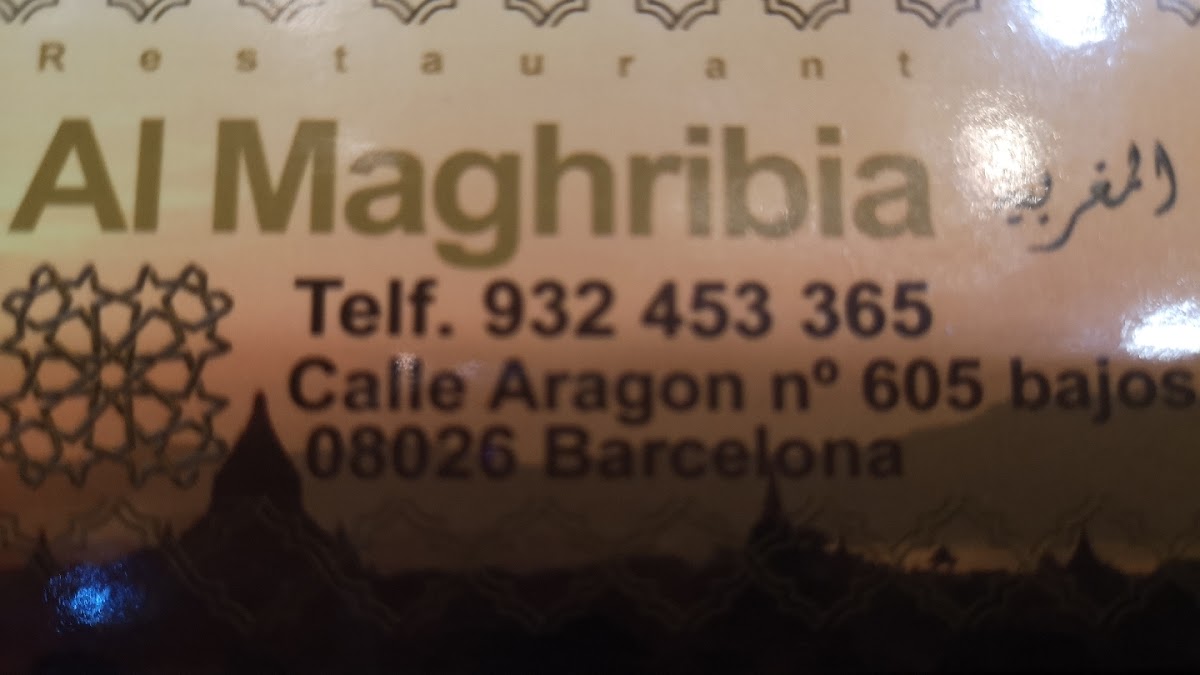 Restaurant
Al Maghribia المغربية
Telf. 932 453 365
Calle Aragon nº 605 bajos
08026 Barcelona